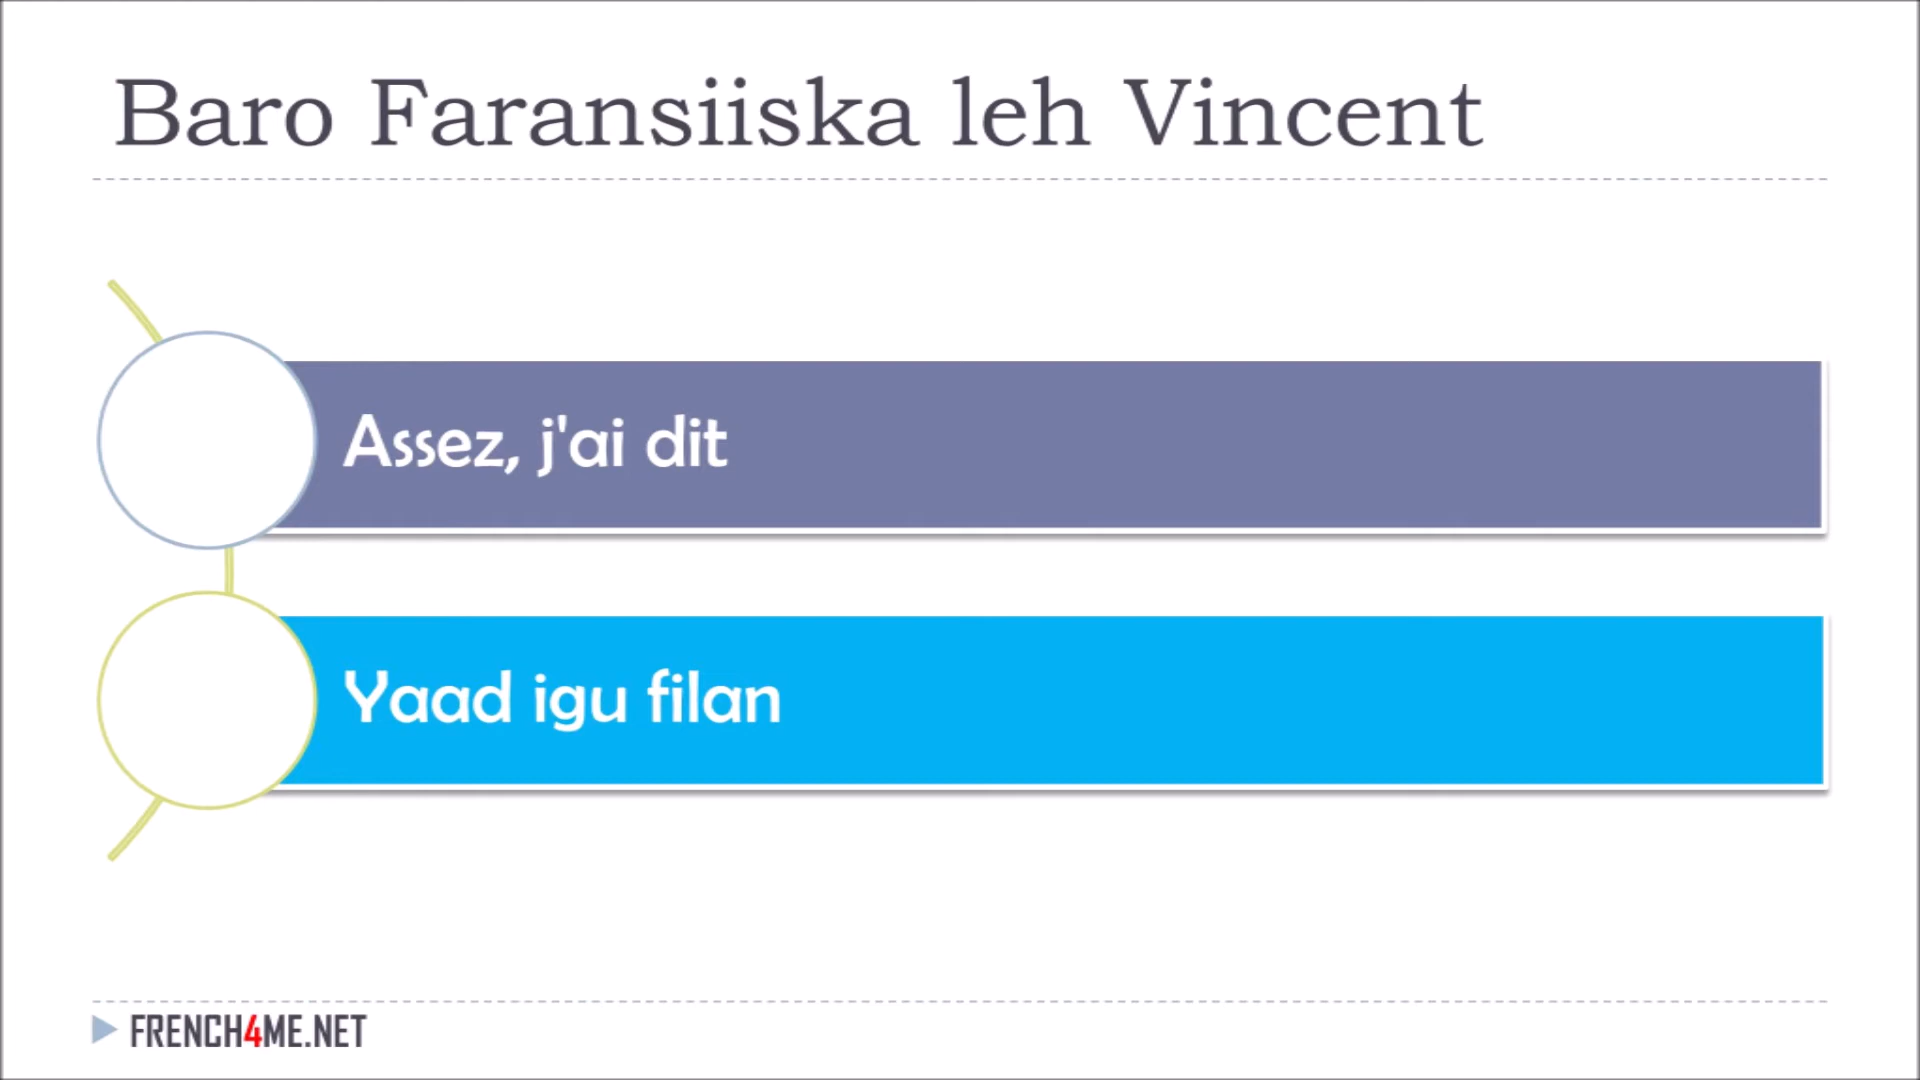 Baro Faransiiska leh Vincent
Assez, j'ai dit
Yaad igu filan
FRENCH4ME.NET